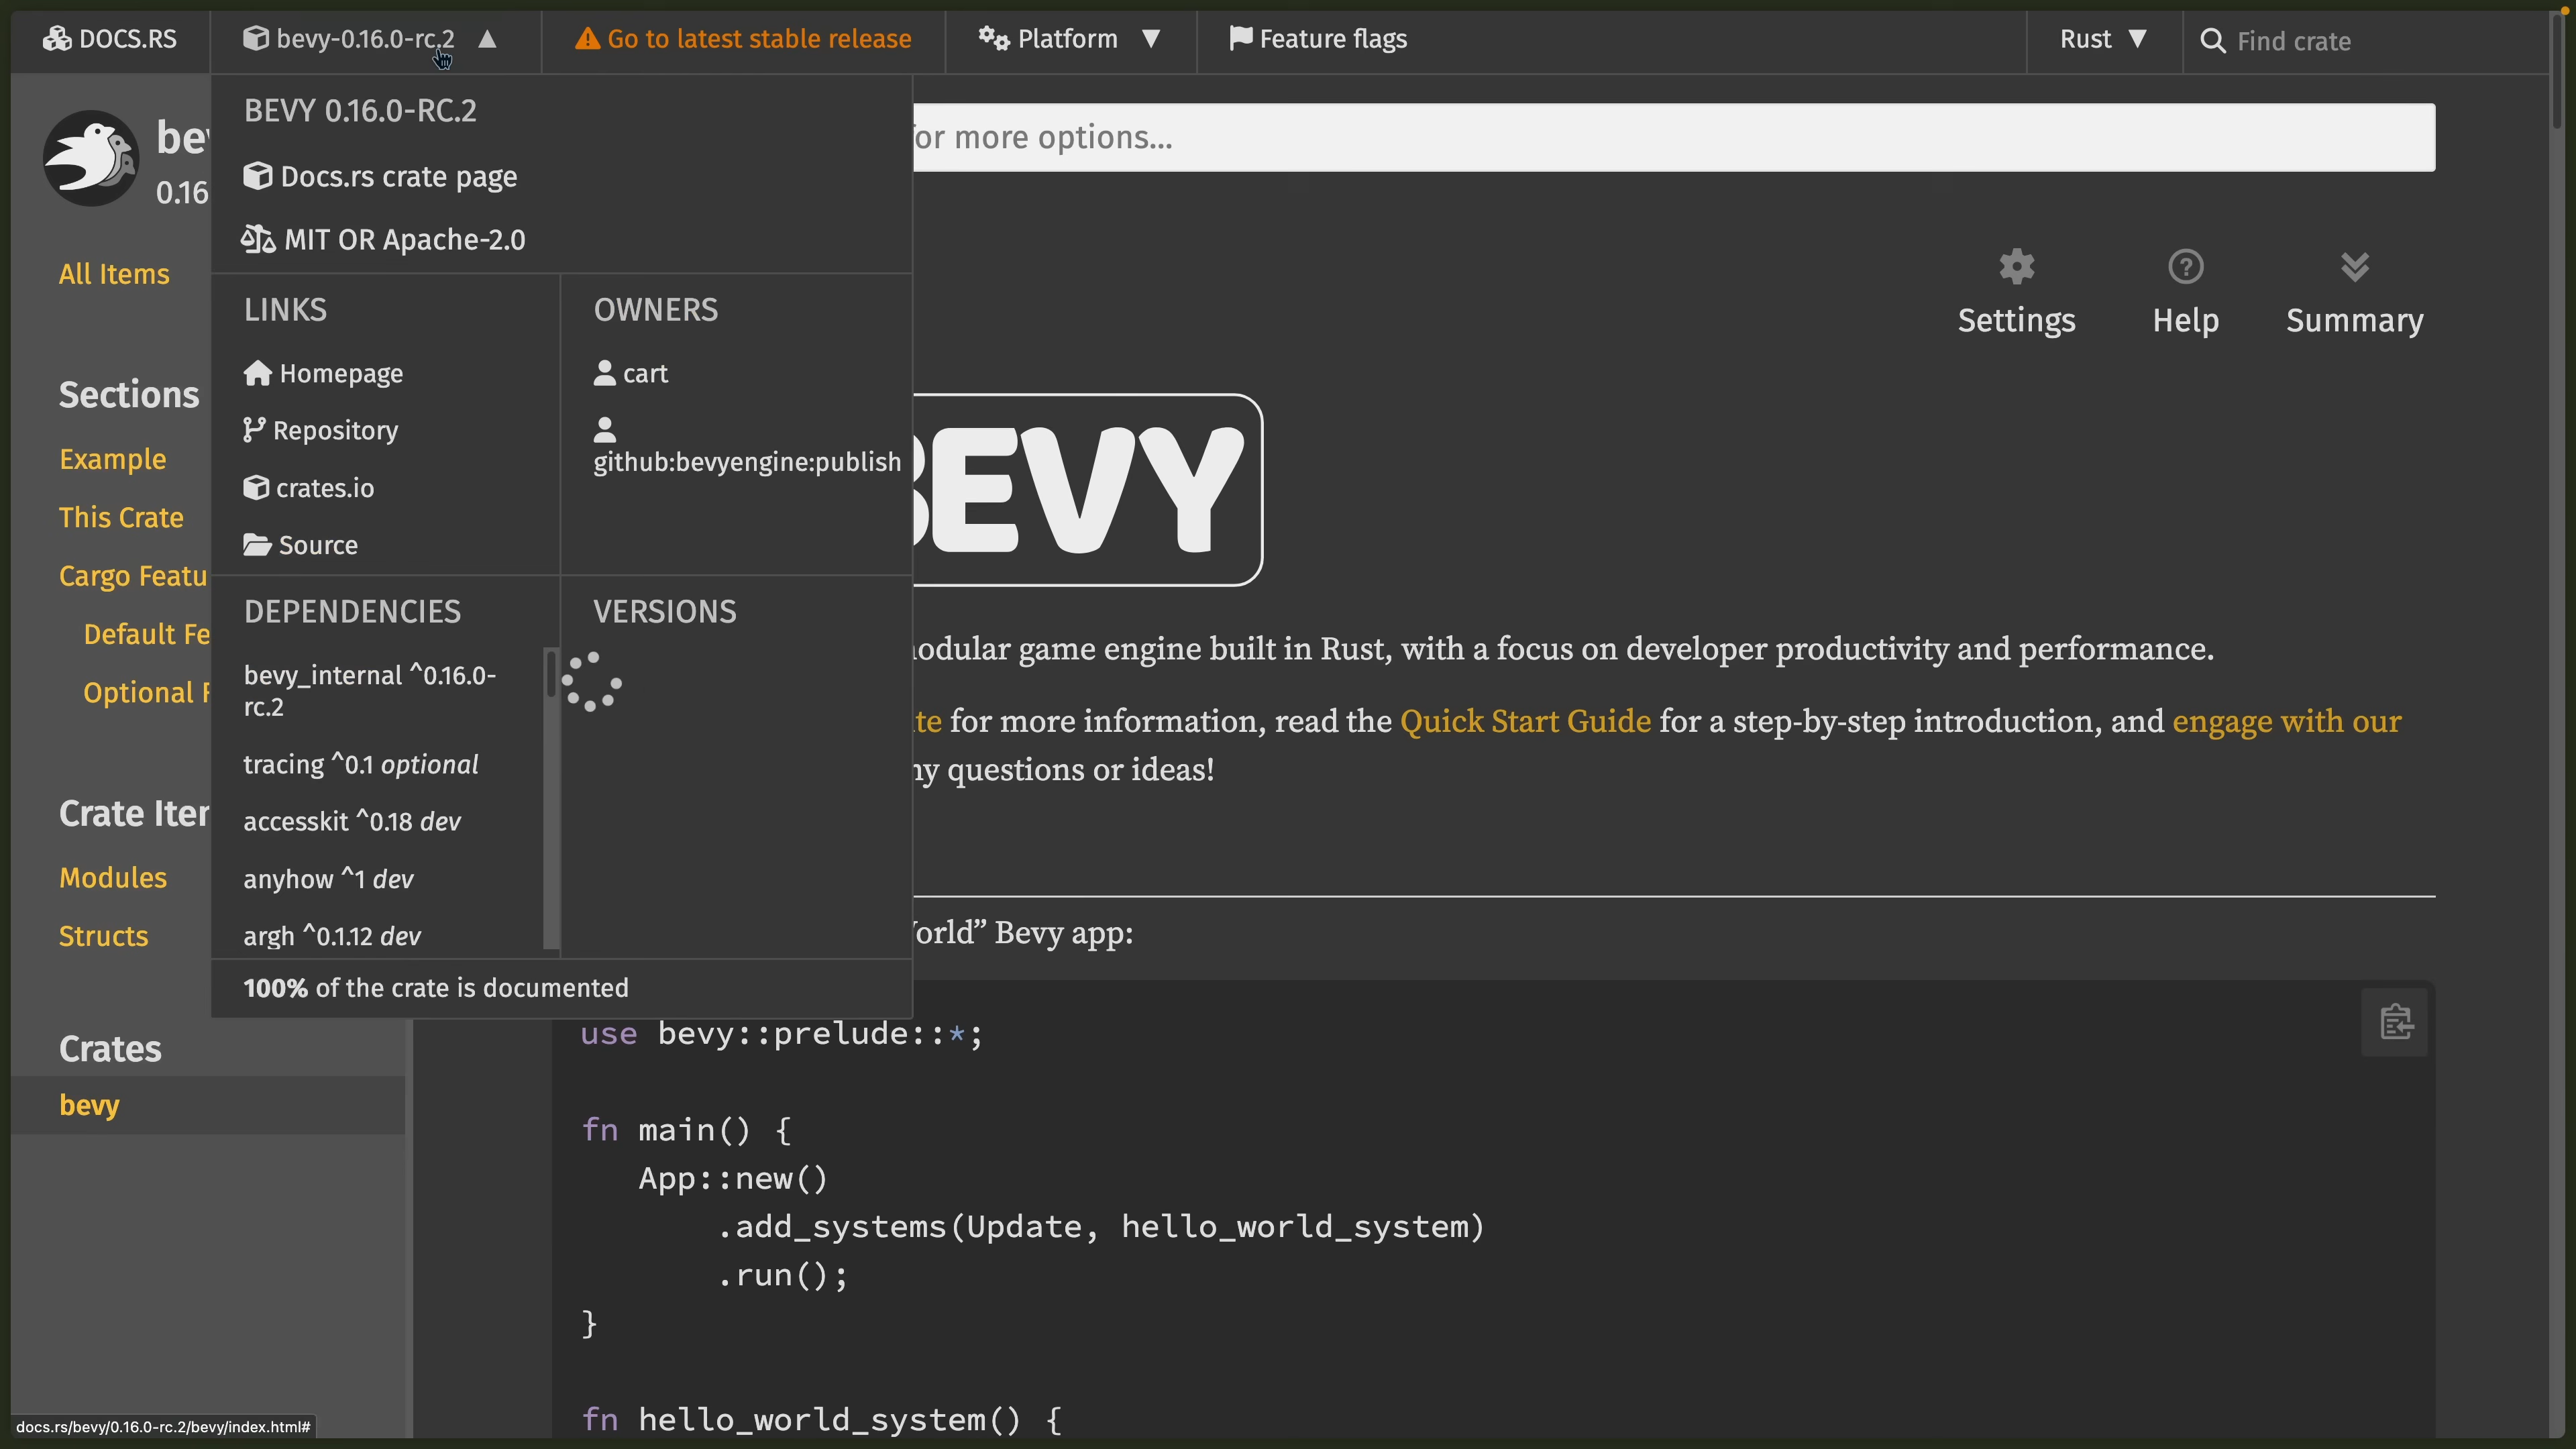 DOCS.RS
bevy-0.16.0-rc.2
Go to latest stable release
Platform
Feature flags
Rust
Find crate
0.16
All Items
Sections
Example
This Crate
Cargo Featu
Default Fe
Optional F
Crate Iter
Modules
Structs
Crates
bevy
BEVY 0.16.0-RC.2
Docs.rs crate page
MIT OR Apache-2.0
LINKS
Homepage
Repository
crates.io
Source
OWNERS
cart
github:bevyengine:publish
DEPENDENCIES
bevy_internal ^0.16.0-
rc.2
tracing ^0.1 optional
accesskit ^0.18 dev
anyhow ^1 dev
argh ^0.1.12 dev
VERSIONS
100% of the crate is documented
or more options...
Settings
Help
Summary
BEVY
odular game engine built in Rust, with a focus on developer productivity and performance.
te for more information, read the Quick Start Guide for a step-by-step introduction, and engage with our
ny questions or ideas!
orld” Bevy app:
use bevy::prelude::*;
fn main() {
App::new()
.add_systems(Update, hello_world_system)
.run();
}
fn hello_world_system() {
docs.rs/bevy/0.16.0-rc.2/bevy/index.html#